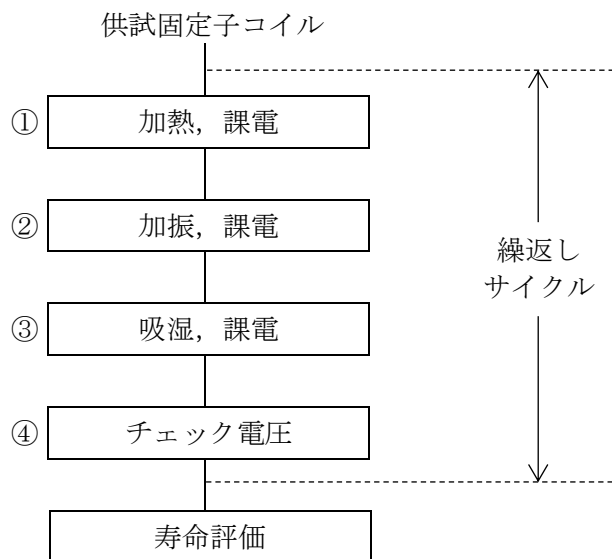 供試固定子コイル
① 加熱，課電
② 加振，課電
③ 吸湿，課電
④ チェック電圧
繰返し
サイクル
寿命評価